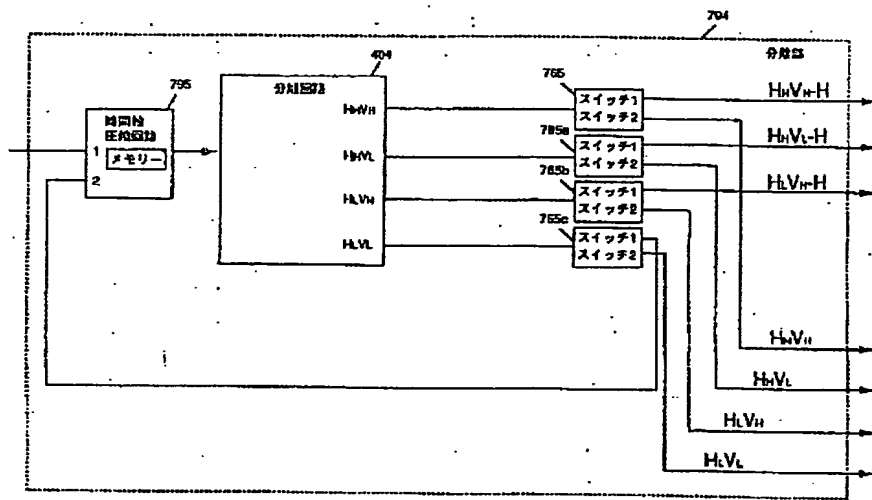 794
分離部
795
時間軸
圧縮回路
メモリー
1
2
404
分離回路
HHVH
HHVL
HLVH
HLVL
765
スイッチ1
スイッチ2
765a
スイッチ1
スイッチ2
765b
スイッチ1
スイッチ2
765c
スイッチ1
スイッチ2
HHVH-H
HHVL-H
HLVH-H
HHVH
HHVL
HLVH
HLVL